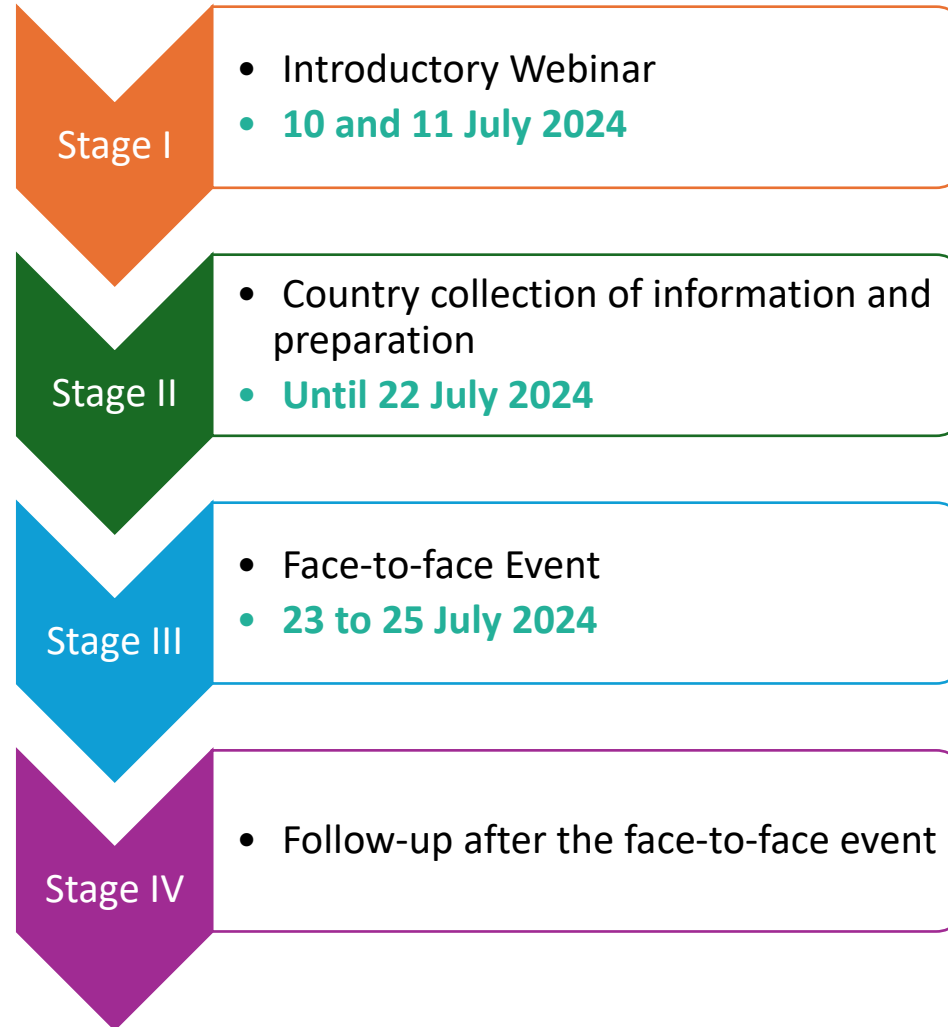 Stage I
• Introductory Webinar
• 10 and 11 July 2024
Stage II
• Country collection of information and
preparation
• Until 22 July 2024
Stage III
• Face-to-face Event
• 23 to 25 July 2024
Stage IV
• Follow-up after the face-to-face event